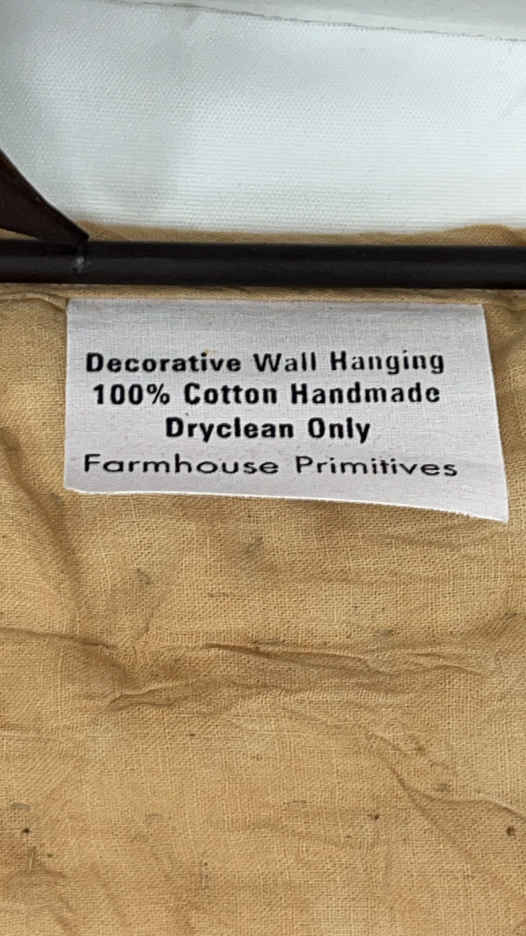 Decorative Wall Hanging
100% Cotton Handmade
Dryclean Only
Farmhouse Primitives